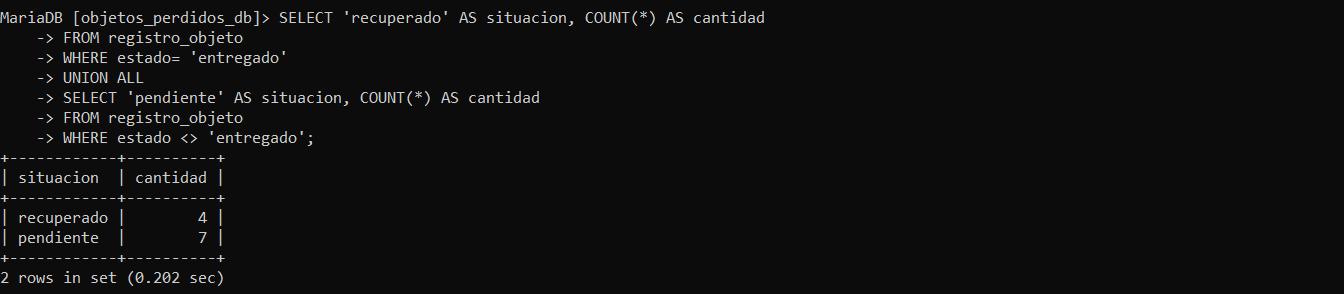 MariaDB [objetos_perdidos_db]> SELECT 'recuperado' AS situacion, COUNT(*) AS cantidad
    -> FROM registro_objeto
    -> WHERE estado= 'entregado'
    -> UNION ALL
    -> SELECT 'pendiente' AS situacion, COUNT(*) AS cantidad
    -> FROM registro_objeto
    -> WHERE estado <> 'entregado';
+------------+----------+
| situacion  | cantidad |
+------------+----------+
| recuperado |        4 |
| pendiente  |        7 |
+------------+----------+
2 rows in set (0.202 sec)